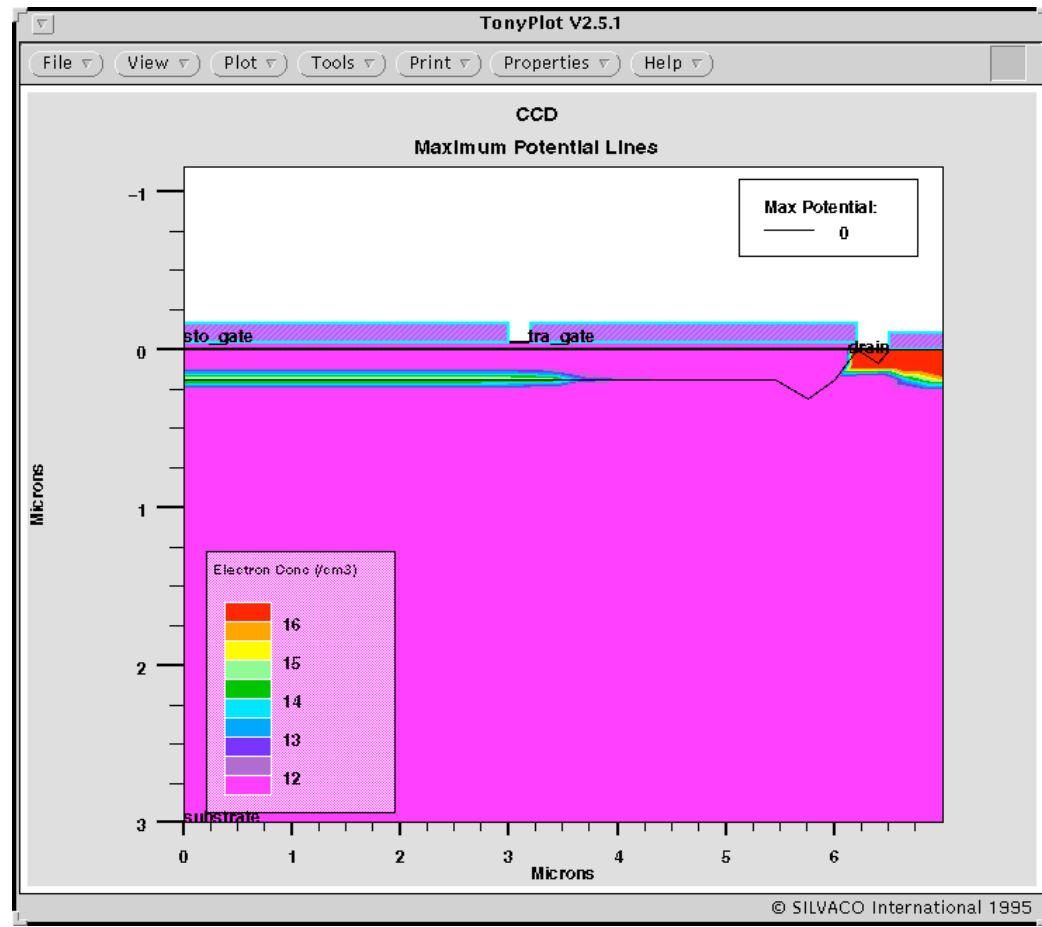 TonyPlot V2.5.1
File View Plot Tools Print Properties Help
CCD
Maximum Potential Lines
Max Potential:
0
-1
sto_gate tra_gate drain
0
Microns
1
2
3
Electron Conc (/cm3)
16
15
14
13
12
substrate
0 1 2 3 4 5 6
Microns
© SILVACO International 1995